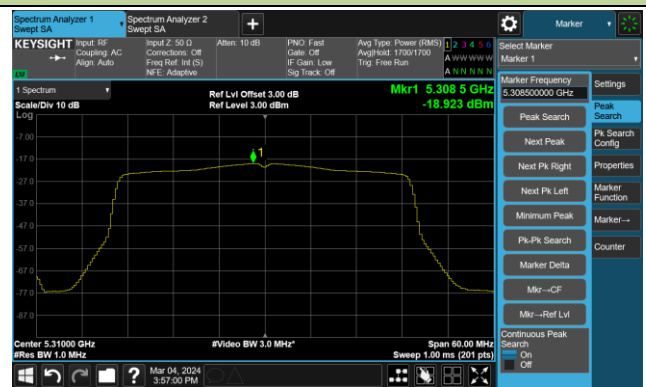 Spectrum Analyzer 1
Swept SA
Spectrum Analyzer 2
Swept SA
Marker
KEYSIGHT
Input: RF
Coupling: AC
Align: Auto
Input Z: 50 Ω
Corrections: Off
Freq Ref: Int (S)
NFE: Adaptive
Atten: 10 dB
PNO: Fast
Gate: Off
IF Gain: Low
Sig Track: Off
Avg Type: Power (RMS)
Avg|Hold: 1700/1700
Trig: Free Run
1 2 3 4 5 6
A W W W W W
A N N N N N
LW
1 Spectrum
Scale/Div 10 dB
Log
Ref Lvl Offset 3.00 dB
Ref Level 3.00 dBm
Mkr1 5.308 5 GHz
-18.923 dBm
-7.00
-17.0
-27.0
-37.0
-47.0
-57.0
-67.0
-77.0
-87.0
1
Center 5.31000 GHz
#Res BW 1.0 MHz
#Video BW 3.0 MHz*
Span 60.00 MHz
Sweep 1.00 ms (201 pts)
Mar 04, 2024
3:57:00 PM
Select Marker
Marker 1
Marker Frequency
5.308500000 GHz
Peak Search
Next Peak
Next Pk Right
Next Pk Left
Minimum Peak
Pk-Pk Search
Marker Delta
Mkr→CF
Mkr→Ref Lvl
Continuous Peak
Search
On
Off
Settings
Peak
Search
Pk Search
Config
Properties
Marker
Function
Marker→
Counter